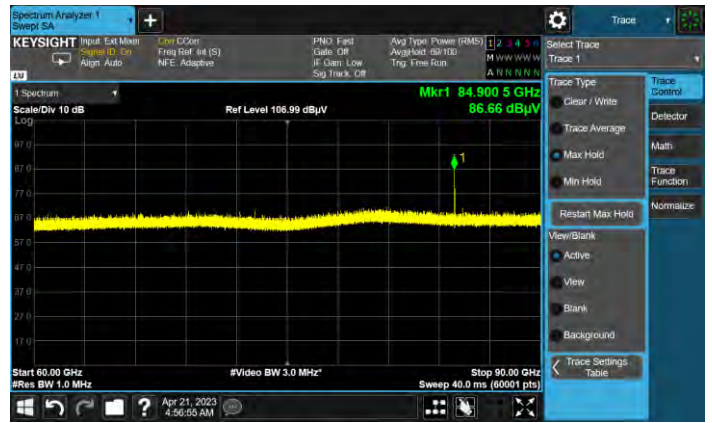 Spectrum Analyzer 1
Swept SA
+
Trace
KEYSIGHT
Input: Ext Mixer
Signal ID: On
Align: Auto
Corr CCorr
Freq Ref: Int (S)
NFE: Adaptive
PNO: Fast
Gate: Off
IF Gain: Low
Sig Track: Off
Avg Type: Power (RMS)
Avg|Hold: 69/100
Trig: Free Run
1 2 3 4 5 6
M W W W W W
A N N N N N
LXI
Select Trace
Trace 1
1 Spectrum
Mkr1 84.900 5 GHz
Scale/Div 10 dB
Ref Level 106.99 dBµV
86.66 dBµV
Log
97.0
87.0
77.0
67.0
57.0
47.0
37.0
27.0
17.0
1
Start 60.00 GHz
#Video BW 3.0 MHz*
Stop 90.00 GHz
#Res BW 1.0 MHz
Sweep 40.0 ms (60001 pts)
Trace Type
Clear / Write
Trace Average
Max Hold
Min Hold
Restart Max Hold
View/Blank
Active
View
Blank
Background
Trace Settings
Table
Trace
Control
Detector
Math
Trace
Function
Normalize
?
Apr 21, 2023
4:56:55 AM